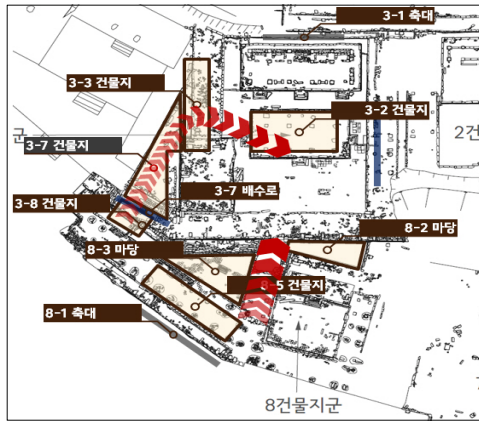 3-1 축대
3-3 건물지
3-2 건물지
군
3-7 건물지
2건
3-8 건물지
3-7 배수로
8-2 마당
8-3 마당
8-5 건물지
8-1 축대
8건물지군